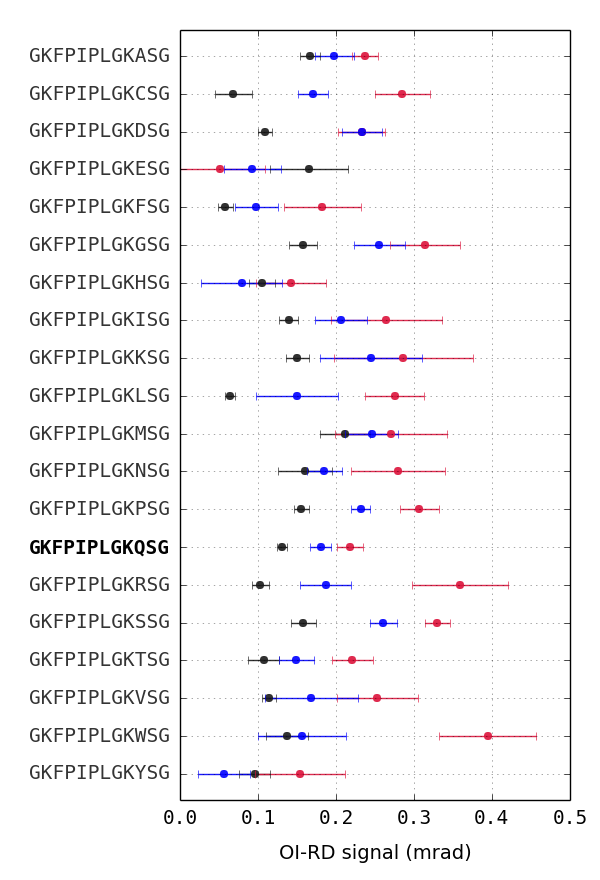 GKFPIPLGKASG
GKFPIPLGKCSG
GKFPIPLGKDSG
GKFPIPLGKESG
GKFPIPLGKFSG
GKFPIPLGKGSG
GKFPIPLGKHSG
GKFPIPLGKISG
GKFPIPLGKKSG
GKFPIPLGKLSG
GKFPIPLGKMSG
GKFPIPLGKNSG
GKFPIPLGKPSG
GKFPIPLGKQSG
GKFPIPLGKRSG
GKFPIPLGKSSG
GKFPIPLGKTSG
GKFPIPLGKVSG
GKFPIPLGKWSG
GKFPIPLGKYSG
0.0 0.1 0.2 0.3 0.4 0.5
OI-RD signal (mrad)